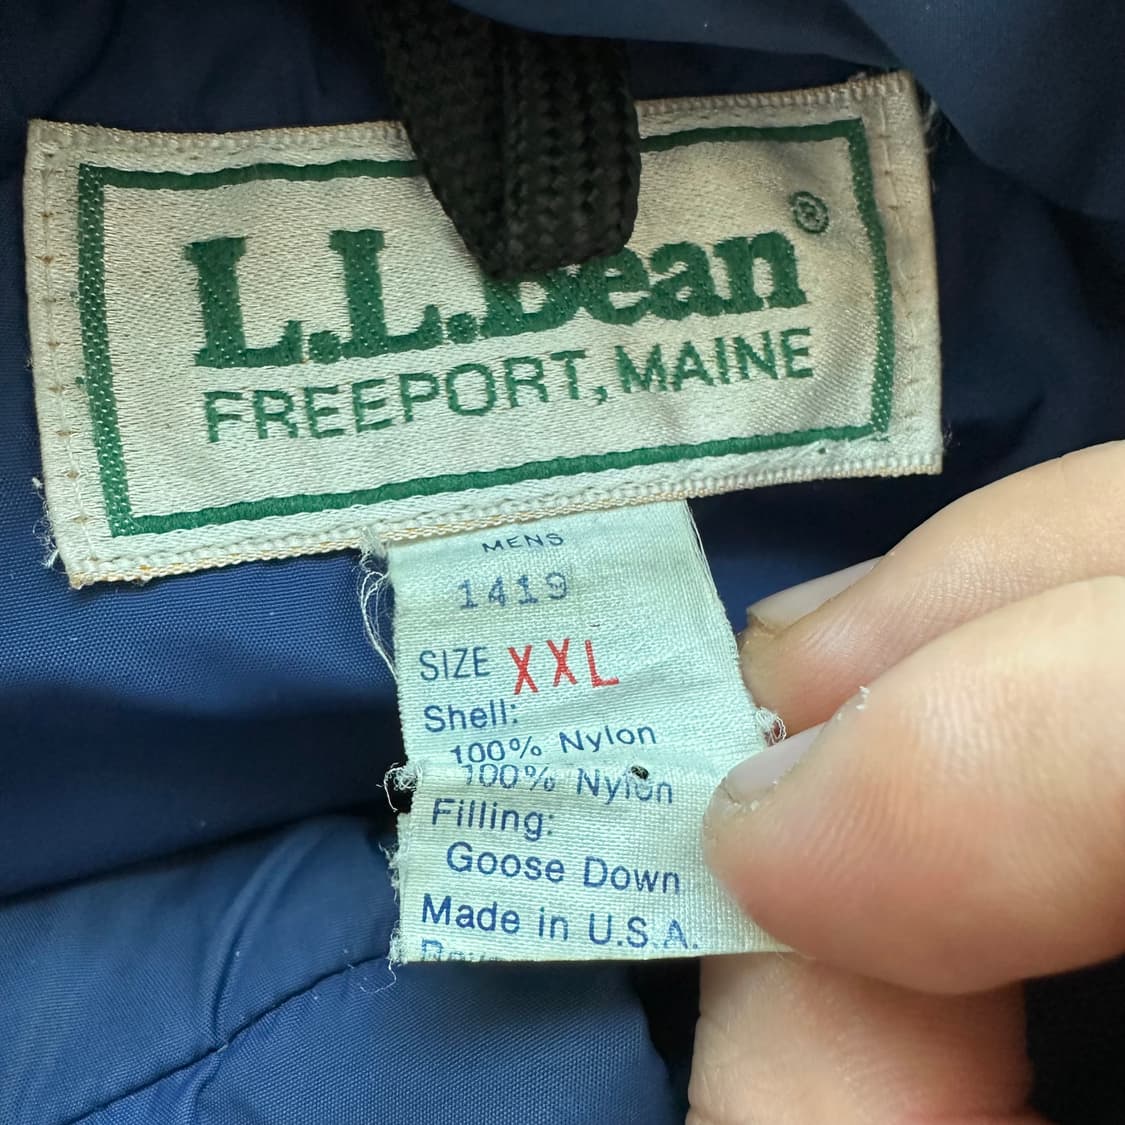 L.L.Bean®
FREEPORT, MAINE
MENS
1419
SIZE XXL
Shell:
100% Nylon
100% Nylon
Filling:
Goose Down
Made in U.S.A.